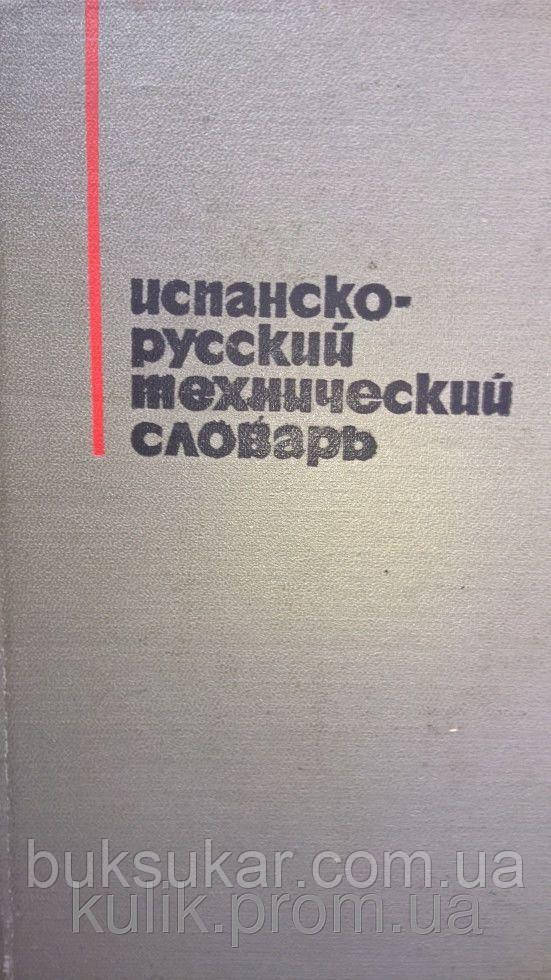 испанско-
русский
технический
словарь
buksukar.com.ua
kulik.prom.ua